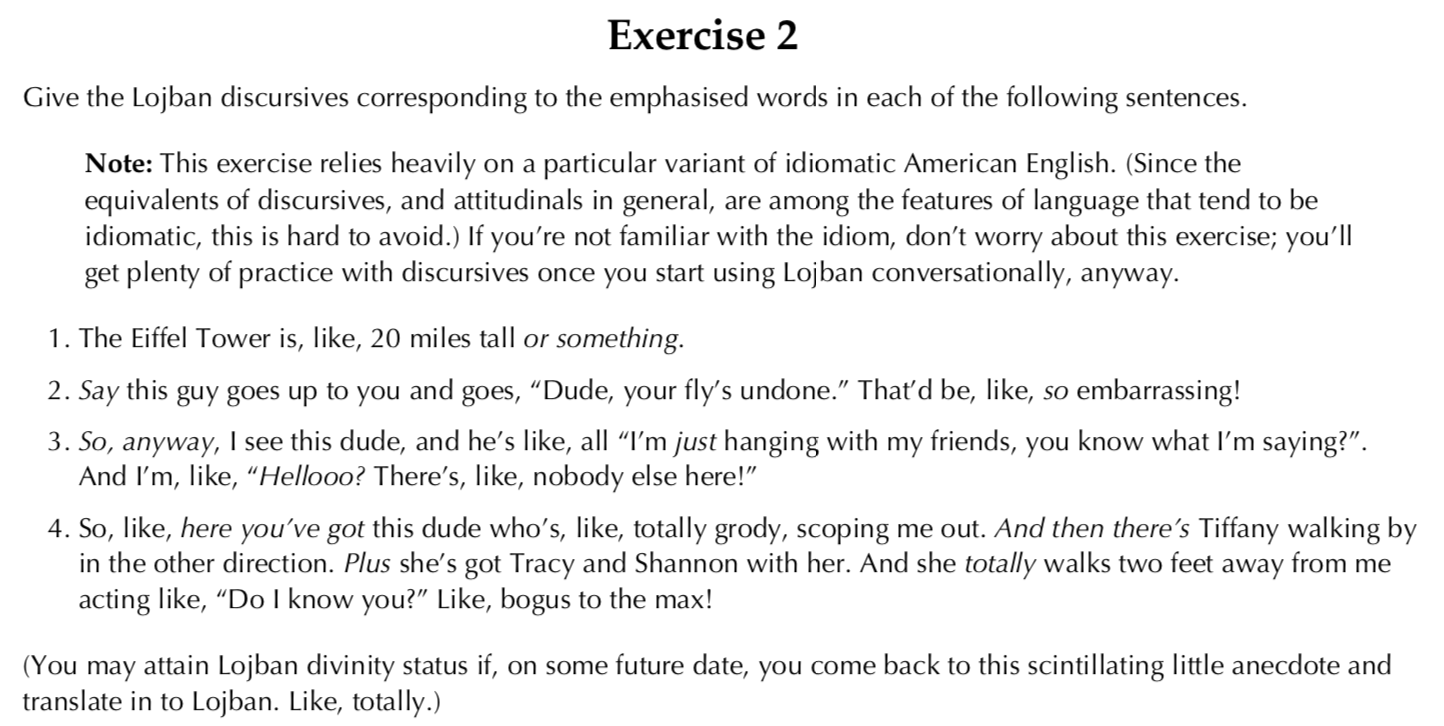 Exercise 2
Give the Lojban discursives corresponding to the emphasised words in each of the following sentences.
Note: This exercise relies heavily on a particular variant of idiomatic American English. (Since the
equivalents of discursives, and attitudinals in general, are among the features of language that tend to be
idiomatic, this is hard to avoid.) If you’re not familiar with the idiom, don’t worry about this exercise; you’ll
get plenty of practice with discursives once you start using Lojban conversationally, anyway.
1. The Eiffel Tower is, like, 20 miles tall or something.
2. Say this guy goes up to you and goes, “Dude, your fly’s undone.” That’d be, like, so embarrassing!
3. So, anyway, I see this dude, and he’s like, all “I’m just hanging with my friends, you know what I’m saying?”.
And I’m, like, “Hellooo? There’s, like, nobody else here!”
4. So, like, here you’ve got this dude who’s, like, totally grody, scoping me out. And then there’s Tiffany walking by
in the other direction. Plus she’s got Tracy and Shannon with her. And she totally walks two feet away from me
acting like, “Do I know you?” Like, bogus to the max!
(You may attain Lojban divinity status if, on some future date, you come back to this scintillating little anecdote and
translate in to Lojban. Like, totally.)